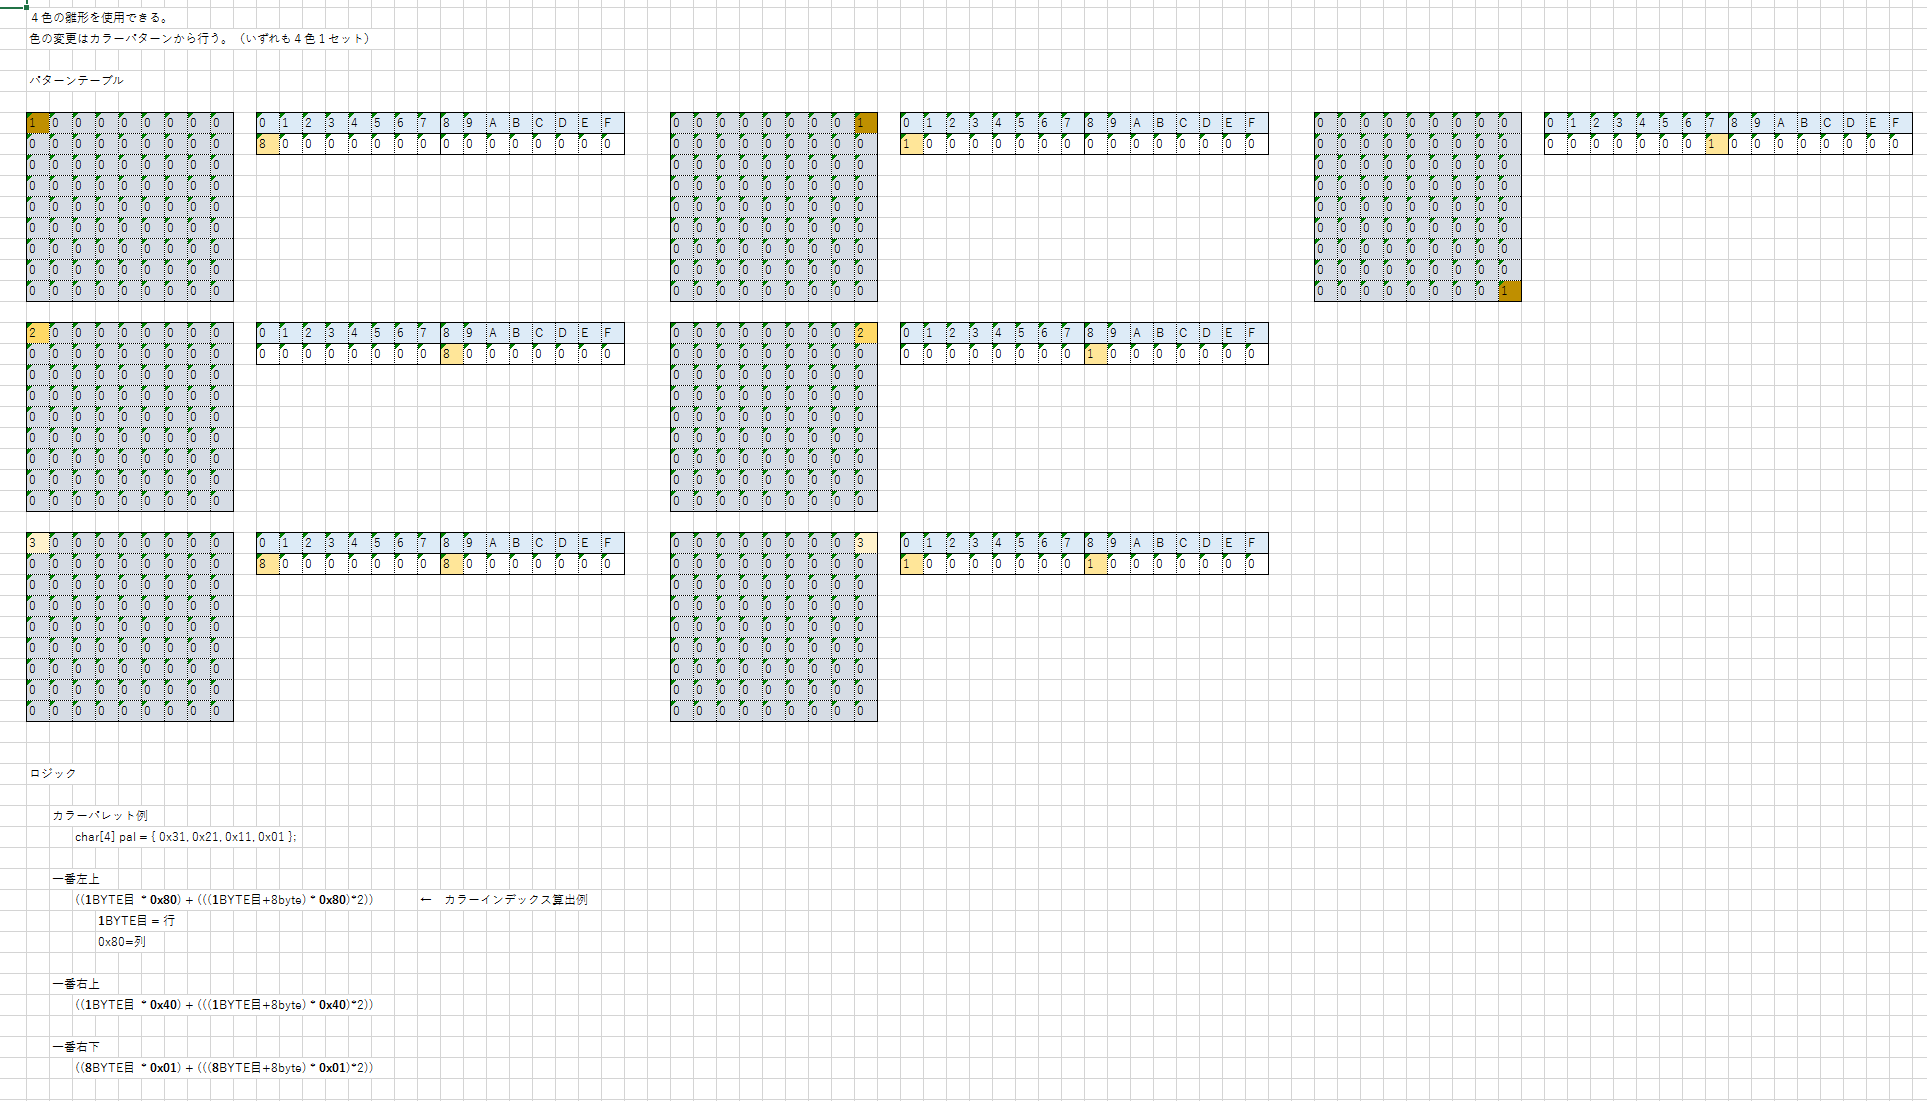 ４色の雛形を使用できる。
色の変更はカラーパターンから行う。（いずれも４色１セット）
パターンテーブル
1 0 0 0 0 0 0 0 0 0 1 2 3 4 5 6 7 8 9 A B C D E F 0 0 0 0 0 0 0 0 1 0 1 2 3 4 5 6 7 8 9 A B C D E F 0 0 0 0 0 0 0 0 0 0 1 2 3 4 5 6 7 8 9 A B C D E F
0 0 0 0 0 0 0 0 0 8 0 0 0 0 0 0 0 0 0 0 0 0 0 0 0 0 0 0 0 0 0 0 0 0 1 0 0 0 0 0 0 0 0 0 0 0 0 0 0 0 0 0 0 0 0 0 0 0 0 0 0 0 0 0 0 0 1 0 0 0 0 0 0 0 0
0 0 0 0 0 0 0 0 0 0 0 0 0 0 0 0 0 0 0 0 0 0 0 0 0 0 0
0 0 0 0 0 0 0 0 0 0 0 0 0 0 0 0 0 0 0 0 0 0 0 0 0 0 0
0 0 0 0 0 0 0 0 0 0 0 0 0 0 0 0 0 0 0 0 0 0 0 0 0 0 0
0 0 0 0 0 0 0 0 0 0 0 0 0 0 0 0 0 0 0 0 0 0 0 0 0 0 0
0 0 0 0 0 0 0 0 0 0 0 0 0 0 0 0 0 0 0 0 0 0 0 0 0 0 0
0 0 0 0 0 0 0 0 0 0 0 0 0 0 0 0 0 0 0 0 0 0 0 0 0 0 0
0 0 0 0 0 0 0 0 0 0 0 0 0 0 0 0 0 0 0 0 0 0 0 0 0 0 1
2 0 0 0 0 0 0 0 0 0 1 2 3 4 5 6 7 8 9 A B C D E F 0 0 0 0 0 0 0 0 2 0 1 2 3 4 5 6 7 8 9 A B C D E F
0 0 0 0 0 0 0 0 0 0 0 0 0 0 0 0 0 8 0 0 0 0 0 0 0 0 0 0 0 0 0 0 0 0 0 0 0 0 0 0 0 0 1 0 0 0 0 0 0 0
0 0 0 0 0 0 0 0 0 0 0 0 0 0 0 0 0 0
0 0 0 0 0 0 0 0 0 0 0 0 0 0 0 0 0 0
0 0 0 0 0 0 0 0 0 0 0 0 0 0 0 0 0 0
0 0 0 0 0 0 0 0 0 0 0 0 0 0 0 0 0 0
0 0 0 0 0 0 0 0 0 0 0 0 0 0 0 0 0 0
0 0 0 0 0 0 0 0 0 0 0 0 0 0 0 0 0 0
0 0 0 0 0 0 0 0 0 0 0 0 0 0 0 0 0 0
3 0 0 0 0 0 0 0 0 0 1 2 3 4 5 6 7 8 9 A B C D E F 0 0 0 0 0 0 0 0 3 0 1 2 3 4 5 6 7 8 9 A B C D E F
0 0 0 0 0 0 0 0 0 8 0 0 0 0 0 0 0 8 0 0 0 0 0 0 0 0 0 0 0 0 0 0 0 0 1 0 0 0 0 0 0 0 1 0 0 0 0 0 0 0
0 0 0 0 0 0 0 0 0 0 0 0 0 0 0 0 0 0
0 0 0 0 0 0 0 0 0 0 0 0 0 0 0 0 0 0
0 0 0 0 0 0 0 0 0 0 0 0 0 0 0 0 0 0
0 0 0 0 0 0 0 0 0 0 0 0 0 0 0 0 0 0
0 0 0 0 0 0 0 0 0 0 0 0 0 0 0 0 0 0
0 0 0 0 0 0 0 0 0 0 0 0 0 0 0 0 0 0
0 0 0 0 0 0 0 0 0 0 0 0 0 0 0 0 0 0
ロジック
カラーパレット例
char[4] pal = { 0x31, 0x21, 0x11, 0x01 };
一番左上
((1BYTE目 * 0x80) + (((1BYTE目+8byte) * 0x80)*2)) ← カラーインデックス算出例
1BYTE目 = 行
0x80=列
一番右上
((1BYTE目 * 0x40) + (((1BYTE目+8byte) * 0x40)*2))
一番右下
((8BYTE目 * 0x01) + (((8BYTE目+8byte) * 0x01)*2))